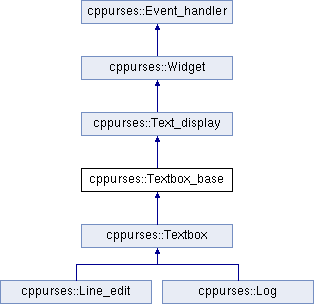 cppurses::Event_handler
cppurses::Widget
cppurses::Text_display
cppurses::Textbox_base
cppurses::Textbox
cppurses::Line_edit
cppurses::Log